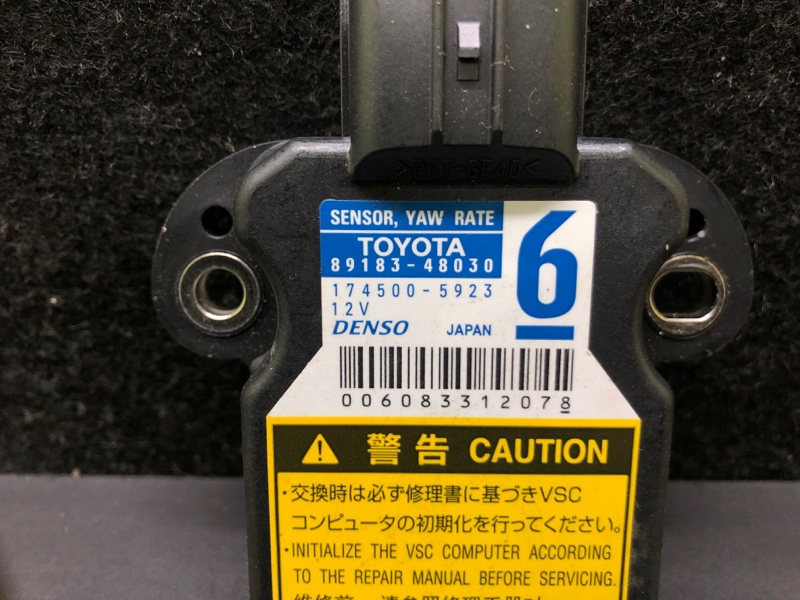 >PBT-GF40<
SENSOR, YAW RATE
TOYOTA
89183-48030
6
174500-5923
12V
DENSO JAPAN
006083312078
警告 CAUTION
・交換時は必ず修理書に基づきVSC
コンピュータの初期化を行ってください。
・INITIALIZE THE VSC COMPUTER ACCORDING
TO THE REPAIR MANUAL BEFORE SERVICING.